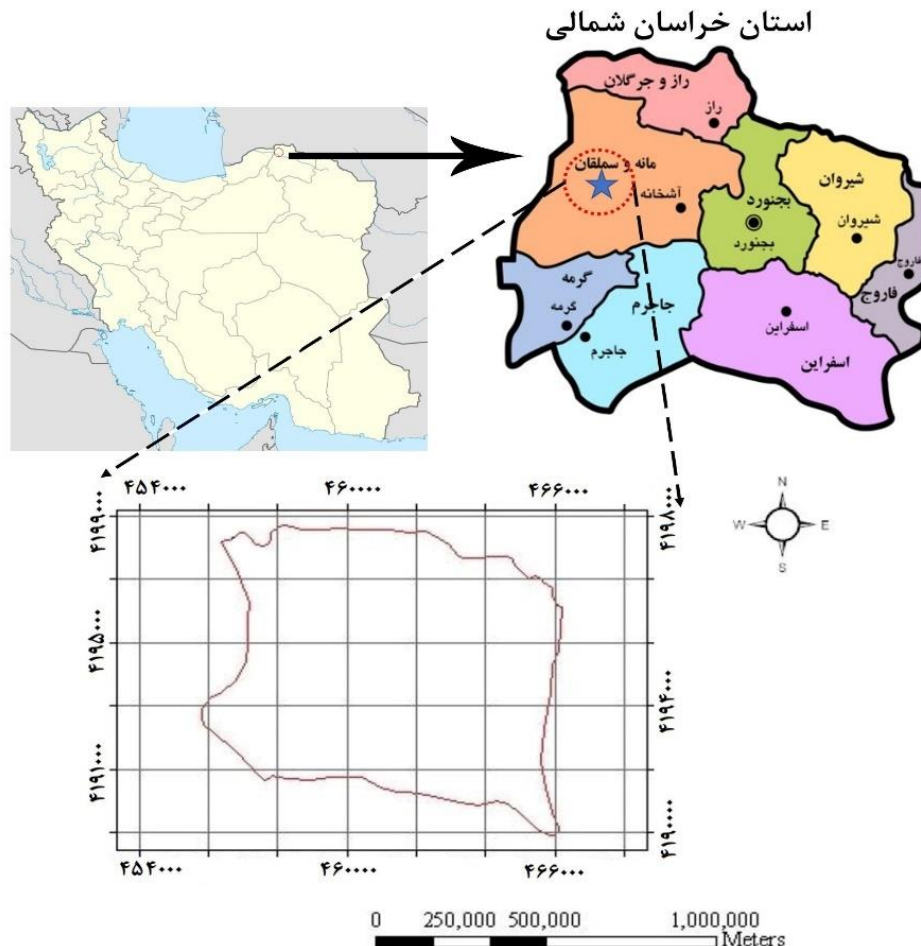 استان خراسان شمالی
راز و جرگلان
راز
مانه و سملقان
آشخانه
شیروان
شیروان
بجنورد
بجنورد
فاروج
فاروج
گرمه
گرمه
جاجرم
جاجرم
اسفراین
اسفراین
۴۵۴۰۰۰ ۴۶۰۰۰۰ ۴۶۶۰۰۰
۴۱۹۹۰۰۰
۴۱۹۵۰۰۰
۴۱۹۱۰۰۰
۴۱۹۸۰۰۰
۴۱۹۴۰۰۰
۴۱۹۰۰۰۰
۴۵۴۰۰۰ ۴۶۰۰۰۰ ۴۶۶۰۰۰
N
W E
S
0 250,000 500,000 1,000,000
Meters